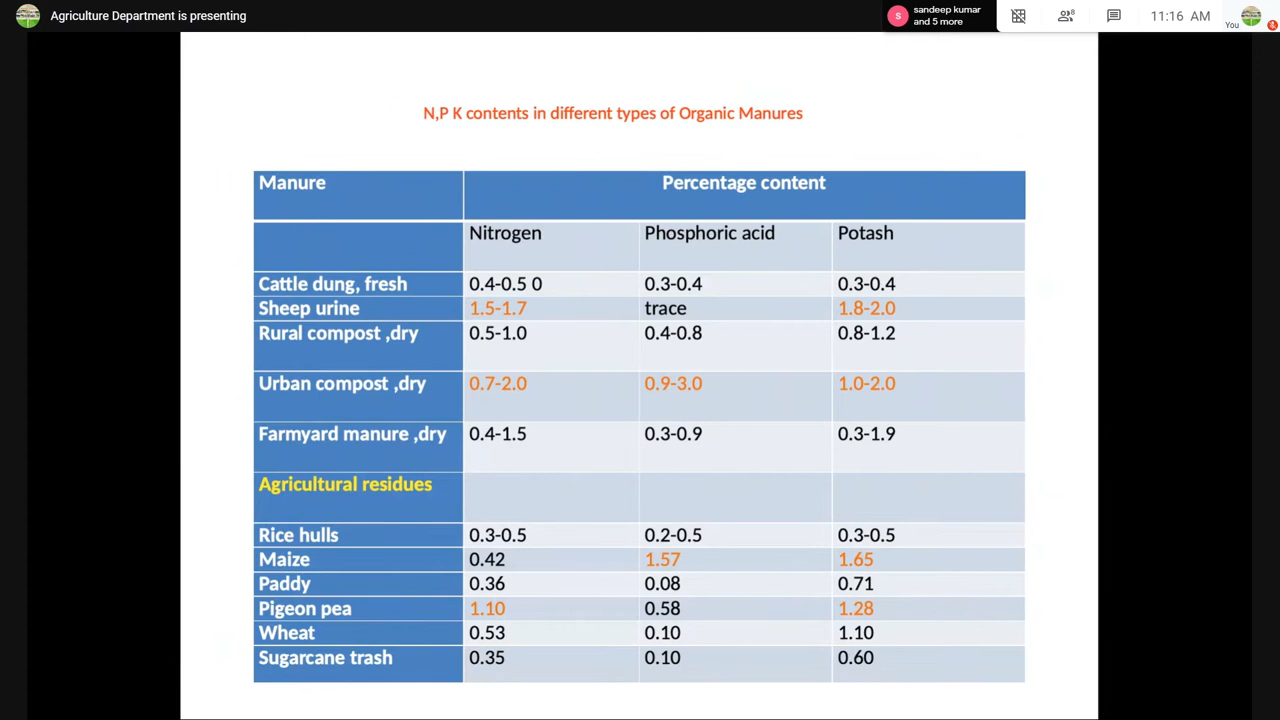 Agriculture Department is presenting
S
sandeep kumar
and 5 more
8
11:16 AM
You
N,P K contents in different types of Organic Manures
Manure Percentage content
Nitrogen Phosphoric acid Potash
Cattle dung, fresh 0.4-0.5 0 0.3-0.4 0.3-0.4
Sheep urine 1.5-1.7 trace 1.8-2.0
Rural compost ,dry 0.5-1.0 0.4-0.8 0.8-1.2
Urban compost ,dry 0.7-2.0 0.9-3.0 1.0-2.0
Farmyard manure ,dry 0.4-1.5 0.3-0.9 0.3-1.9
Agricultural residues
Rice hulls 0.3-0.5 0.2-0.5 0.3-0.5
Maize 0.42 1.57 1.65
Paddy 0.36 0.08 0.71
Pigeon pea 1.10 0.58 1.28
Wheat 0.53 0.10 1.10
Sugarcane trash 0.35 0.10 0.60